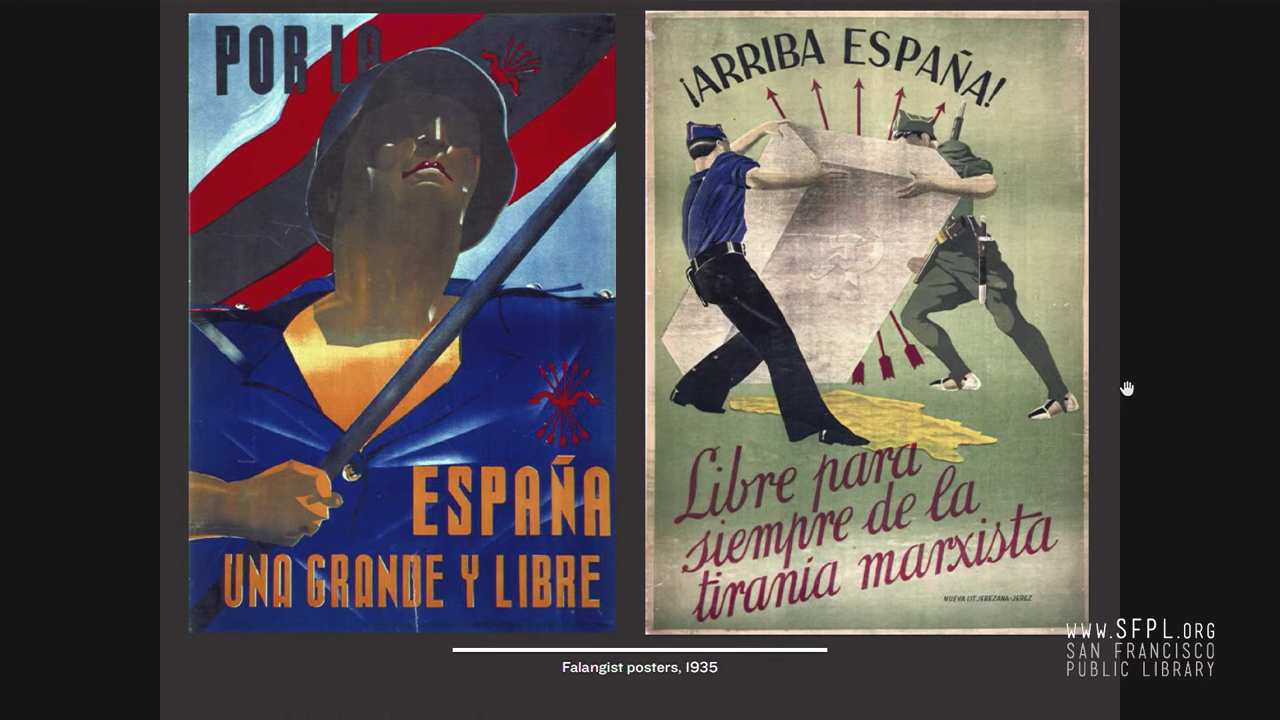 POR LA
ESPAÑA
UNA GRANDE Y LIBRE
¡ARRIBA ESPAÑA!
Libre para
siempre de la
tirania marxista
NUEVA LIT. JEREZANA-JEREZ
Falangist posters, 1935
WWW.SFPL.ORG
SAN FRANCISCO
PUBLIC LIBRARY